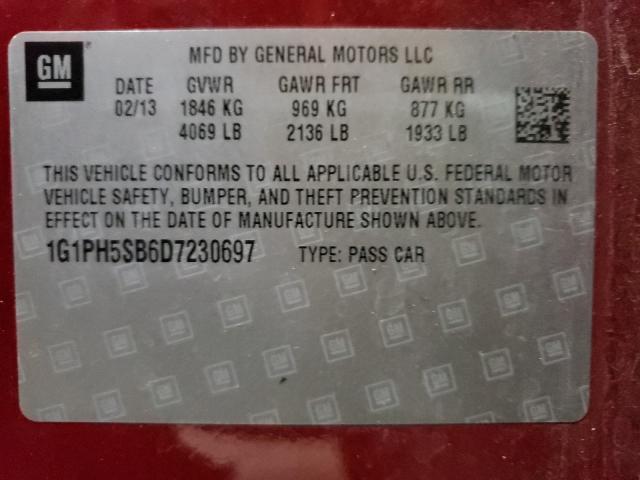 GM
MFD BY GENERAL MOTORS LLC
DATE GVWR GAWR FRT GAWR RR
02/13 1846 KG 969 KG 877 KG
4069 LB 2136 LB 1933 LB
THIS VEHICLE CONFORMS TO ALL APPLICABLE U.S. FEDERAL MOTOR
VEHICLE SAFETY, BUMPER, AND THEFT PREVENTION STANDARDS IN
EFFECT ON THE DATE OF MANUFACTURE SHOWN ABOVE.
1G1PH5SB6D7230697 TYPE: PASS CAR